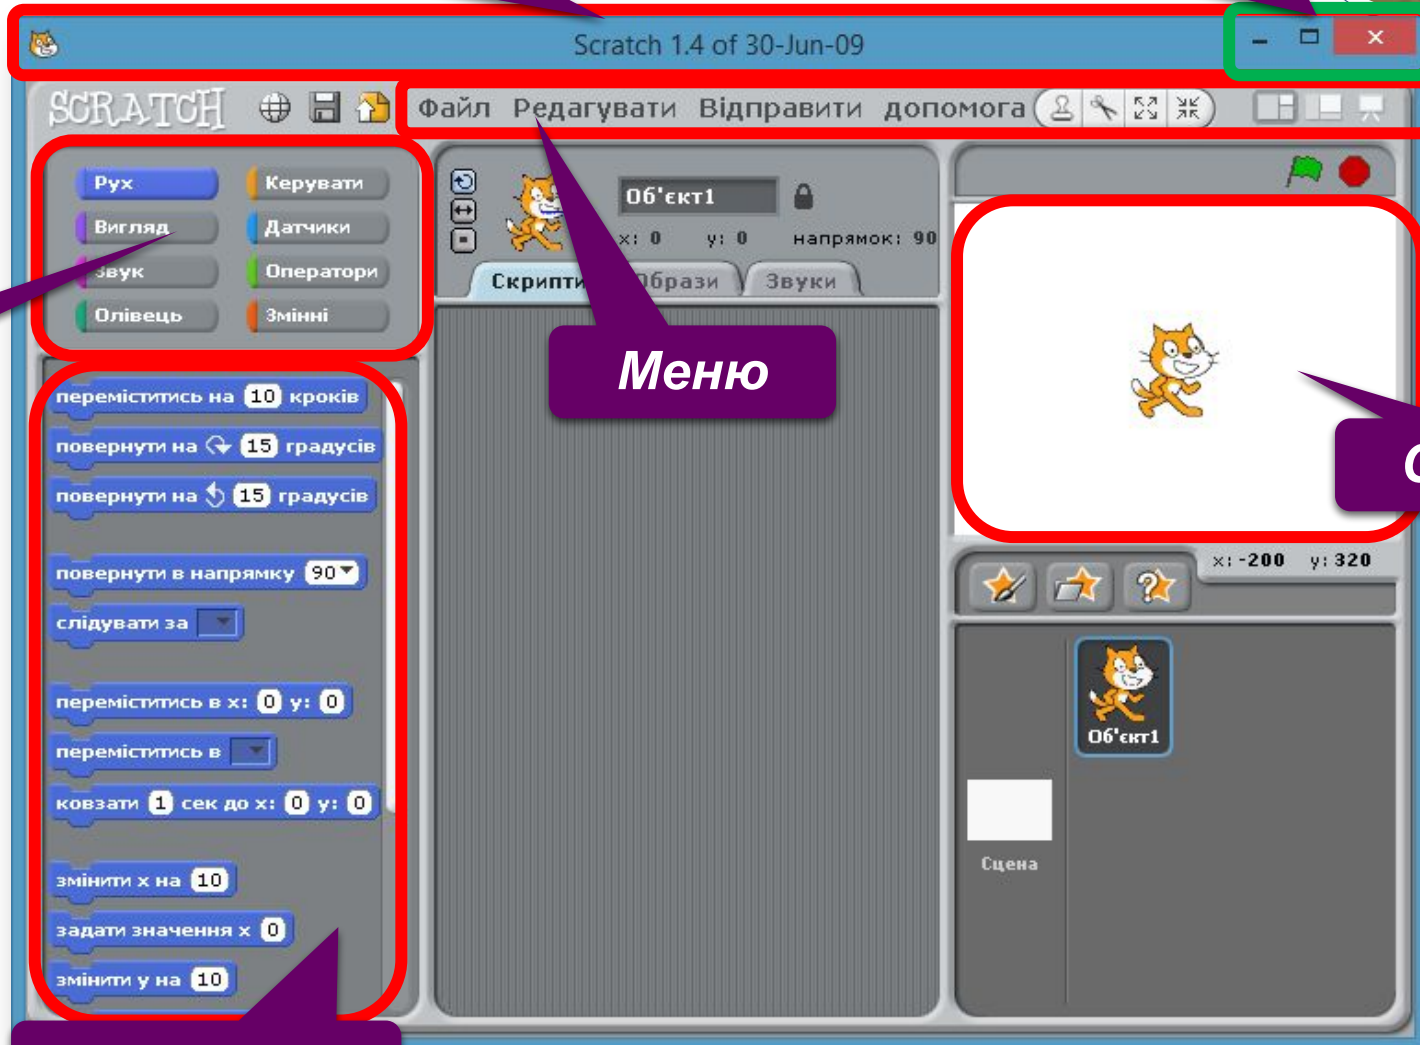 Scratch 1.4 of 30-Jun-09
SCRATCH
Файл Редагувати Відправити допомога
Рух
Керувати
Вигляд
Датчики
Звук
Оператори
Олівець
Змінні
Об'єкт1
x: 0 y: 0 напрямок: 90
Скрипти Образи Звуки
Меню
переміститись на 10 кроків
повернути на 15 градусів
повернути на 15 градусів
повернути в напрямку 90
слідувати за
переміститись в x: 0 y: 0
переміститись в
ковзати 1 сек до x: 0 y: 0
змінити x на 10
задати значення x 0
змінити y на 10
x: -200 y: 320
Об'єкт1
Сцена